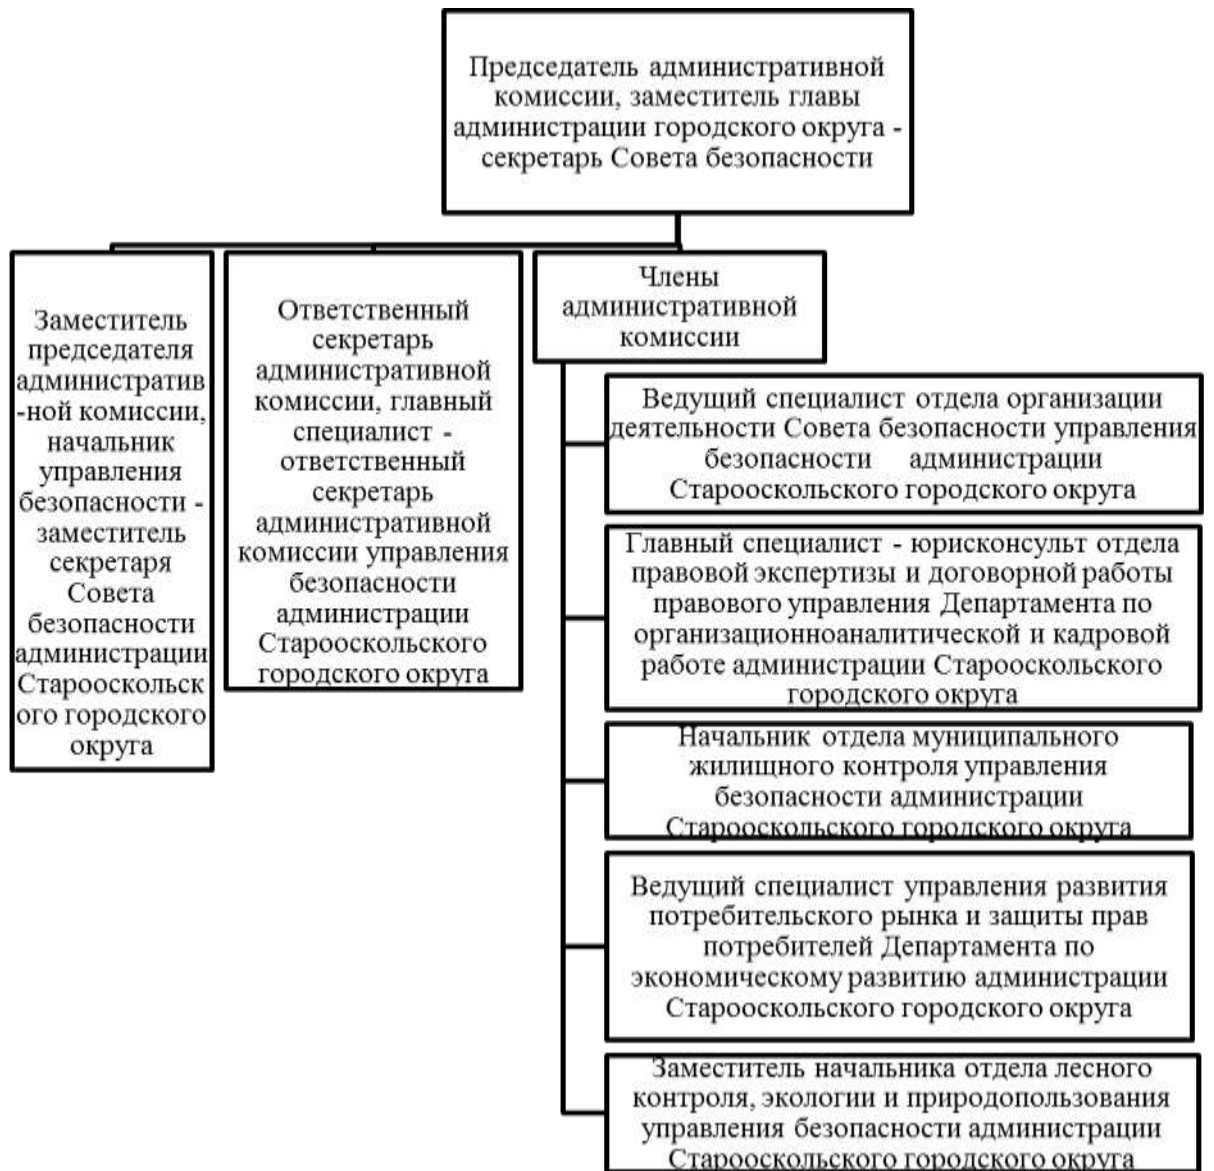 Председатель административной
комиссии, заместитель главы
администрации городского округа -
секретарь Совета безопасности
Заместитель
председателя
административ
-ной комиссии,
начальник
управления
безопасности -
заместитель
секретаря
Совета
безопасности
администрации
Старооскольск
ого городского
округа
Ответственный
секретарь
административной
комиссии, главный
специалист -
ответственный
секретарь
административной
комиссии управления
безопасности
администрации
Старооскольского
городского округа
Члены
административной
комиссии
Ведущий специалист отдела организации
деятельности Совета безопасности управления
безопасности администрации
Старооскольского городского округа
Главный специалист - юрисконсульт отдела
правовой экспертизы и договорной работы
правового управления Департамента по
организационноаналитической и кадровой
работе администрации Старооскольского
городского округа
Начальник отдела муниципального
жилищного контроля управления
безопасности администрации
Старооскольского городского округа
Ведущий специалист управления развития
потребительского рынка и защиты прав
потребителей Департамента по
экономическому развитию администрации
Старооскольского городского округа
Заместитель начальника отдела лесного
контроля, экологии и природопользования
управления безопасности администрации
Старооскольского городского округа